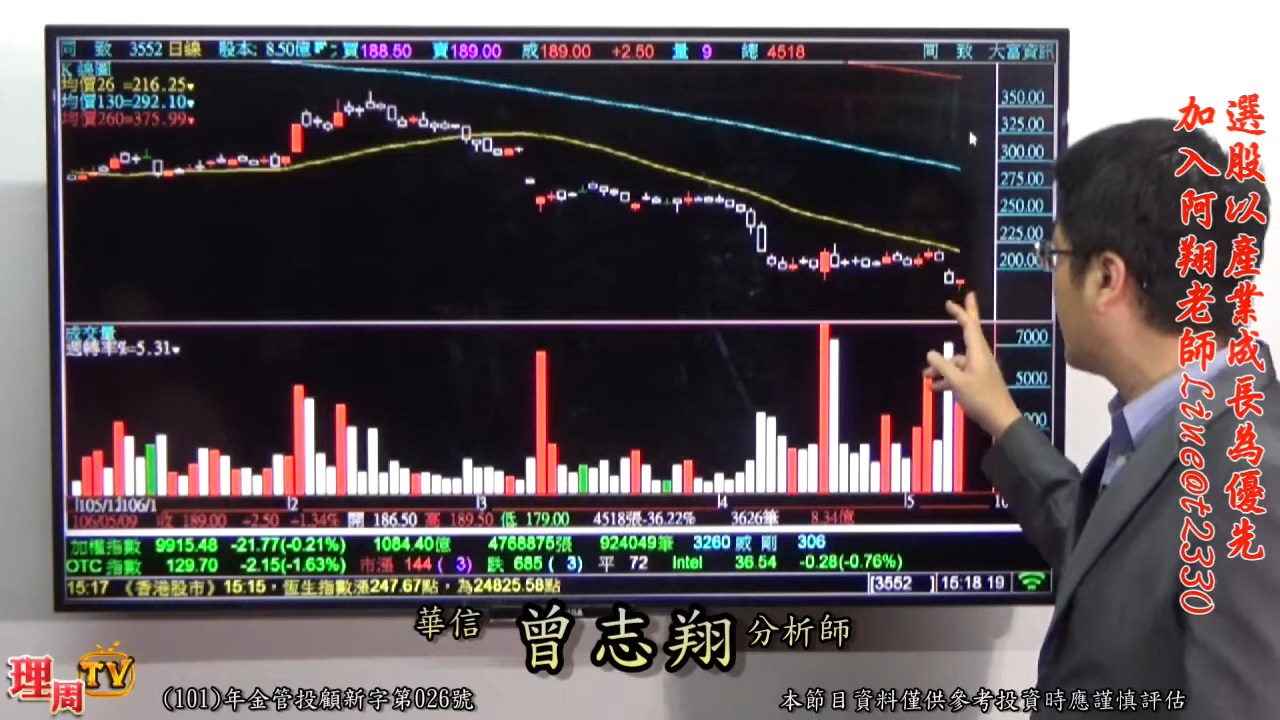 同 致 3552 日線 股本: 8.50億 買188.50 賣189.00 成189.00 +2.50 量 9 總 4518 同 致 大富資訊
K 線圖
均價26 =216.25
均價130=292.10
均價260=375.99
350.00
325.00
300.00
275.00
250.00
225.00
200.00
成交量
週轉率%=5.31
7000
5000
105/12 106/1 2 3 4 5
106/05/09 收 189.00 +2.50 +1.34% 開 186.50 高 189.50 低 179.00 4518張 -36.22% 3626筆 8.34億
加權指數 9915.48 -21.77(-0.21%) 1084.40億 4768875張 924049筆 3260 威 剛 306
OTC 指數 129.70 -2.15(-1.63%) 市漲 144 ( 3) 跌 685 ( 3) 平 72 Intel 36.54 -0.28(-0.76%)
15:17 《香港股市》15:15，恆生指數漲247.67點，為24825.58點 [3552 ] 15:18 19
選股以產業成長為優先
加入阿翔老師Line@t2330
華信 曾志翔 分析師
理周TV
(101)年金管投顧新字第026號
本節目資料僅供參考投資時應謹慎評估